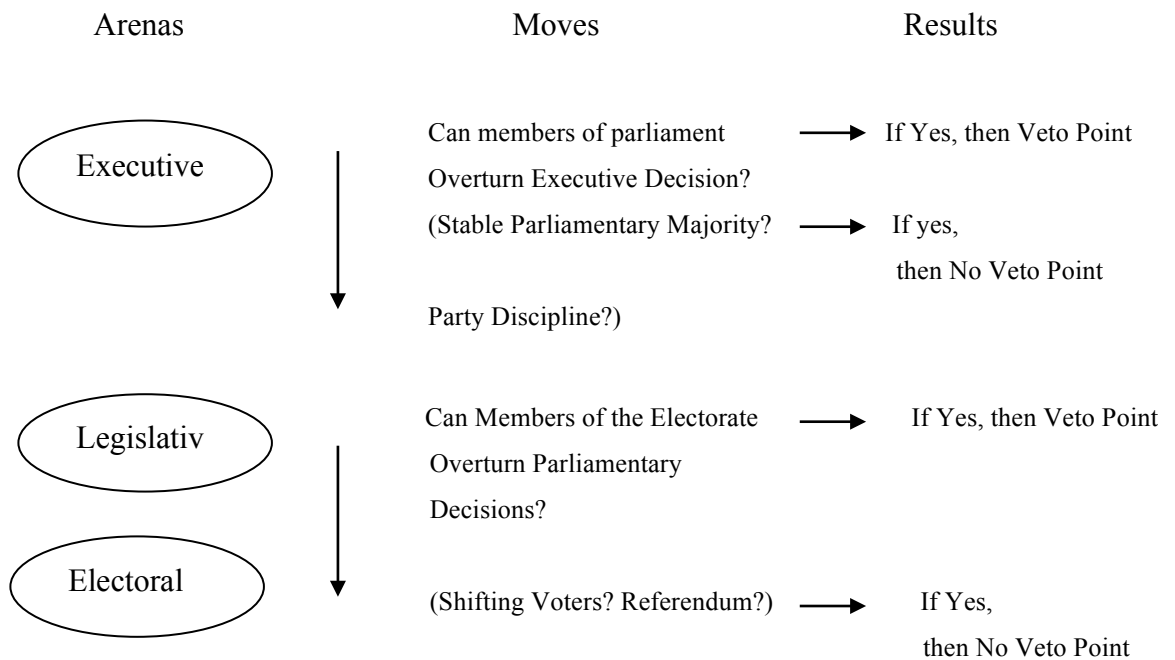 Arenas Moves Results
Executive
Can members of parliament
If Yes, then Veto Point
Overturn Executive Decision?
(Stable Parliamentary Majority?
If yes,
then No Veto Point
Party Discipline?)
Legislativ
Can Members of the Electorate
If Yes, then Veto Point
Overturn Parliamentary
Decisions?
Electoral
(Shifting Voters? Referendum?)
If Yes,
then No Veto Point